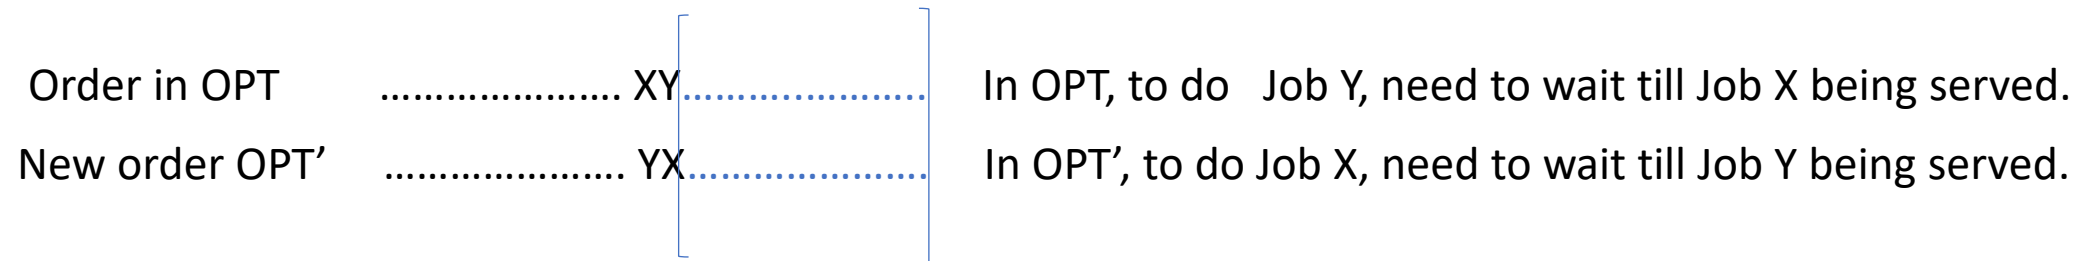 Order in OPT ………………… XY……………………… In OPT, to do Job Y, need to wait till Job X being served.
New order OPT’ ………………… YX……………………… In OPT’, to do Job X, need to wait till Job Y being served.